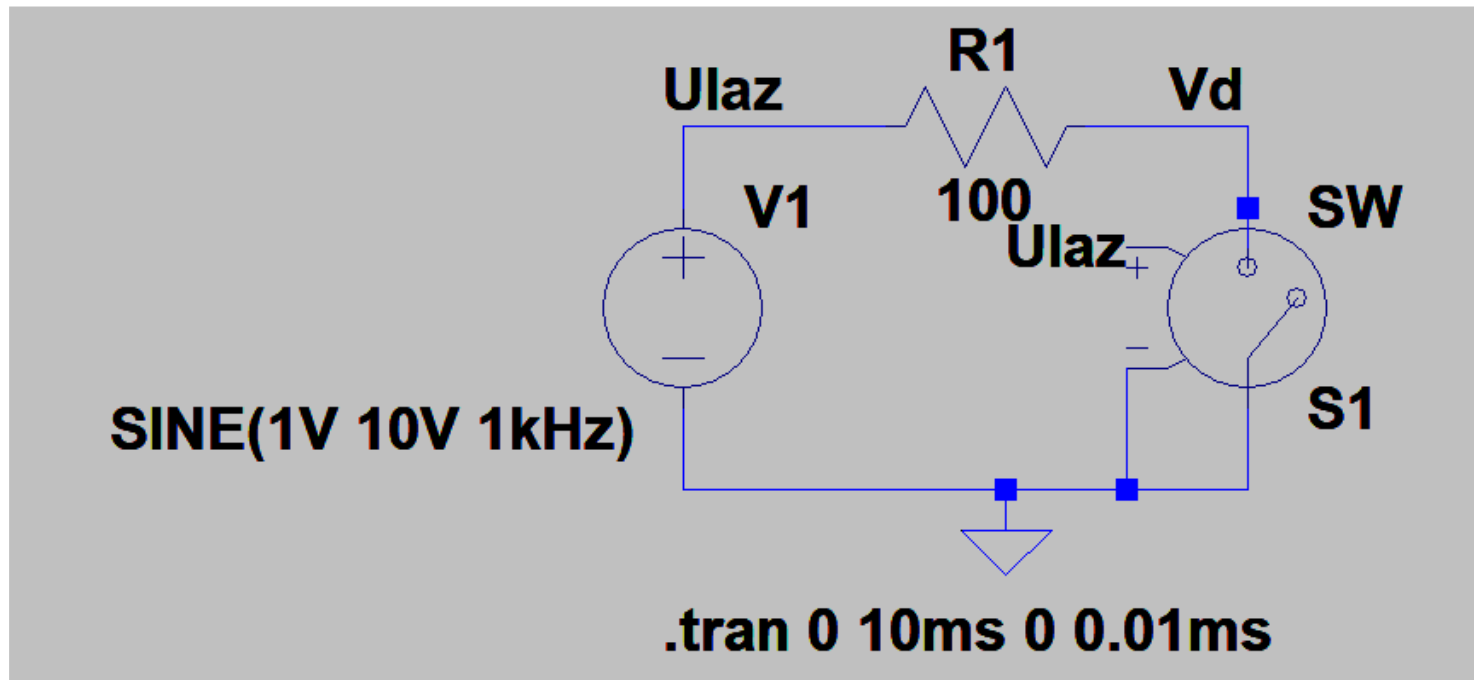 R1
Ulaz
Vd
V1
100
SW
Ulaz
+
−
+
−
S1
SINE(1V 10V 1kHz)
.tran 0 10ms 0 0.01ms